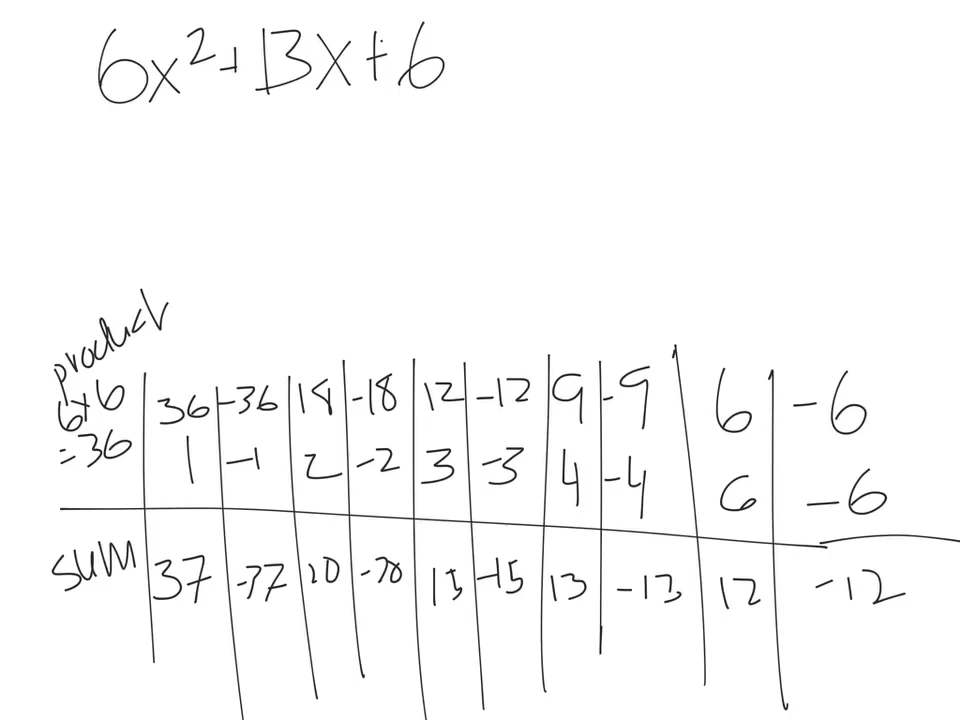 6x²+13x+6
product
6x6 36 -36 18 -18 12 -12 9 -9 6 -6
=36 1 -1 2 -2 3 -3 4 -4 6 -6
sum 37 -37 20 -20 15 -15 13 -13 12 -12